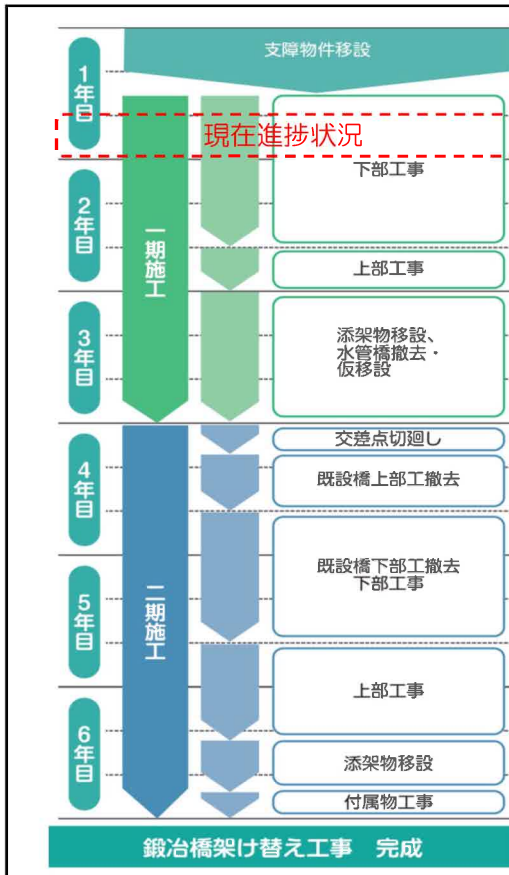 支障物件移設
1年目
現在進捗状況
下部工事
一期施工
2年目
上部工事
3年目
添架物移設、
水管橋撤去・
仮移設
交差点切廻し
4年目
既設橋上部工撤去
既設橋下部工撤去
下部工事
二期施工
5年目
上部工事
6年目
添架物移設
付属物工事
鍛冶橋架け替え工事　完成